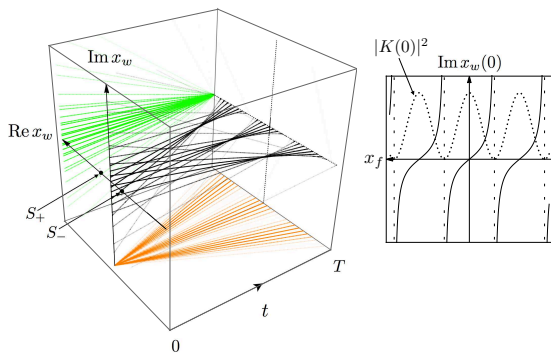 Im x_w
Re x_w
S_+
S_−
0
t
T
|K(0)|²
Im x_w(0)
x_f